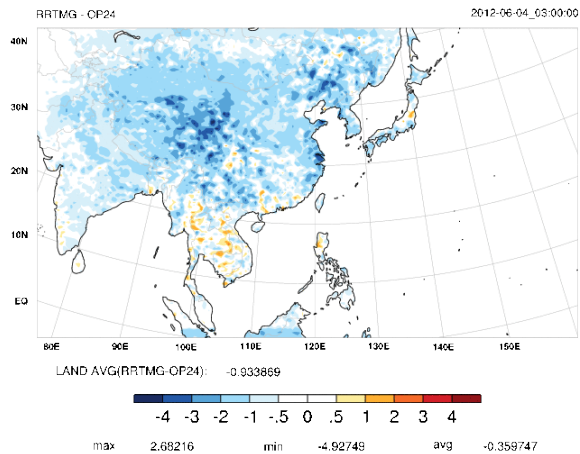 RRTMG - OP24 2012-06-04_03:00:00
40N
30N
20N
10N
EQ
80E 90E 100E 110E 120E 130E 140E 150E
LAND AVG(RRTMG-OP24): -0.933869
-4 -3 -2 -1 -.5 0 .5 1 2 3 4
max 2.68216 min -4.92749 avg -0.359747